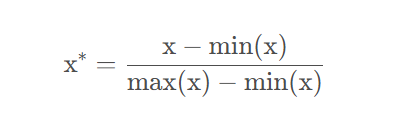 x* = (x − min(x)) / (max(x) − min(x))